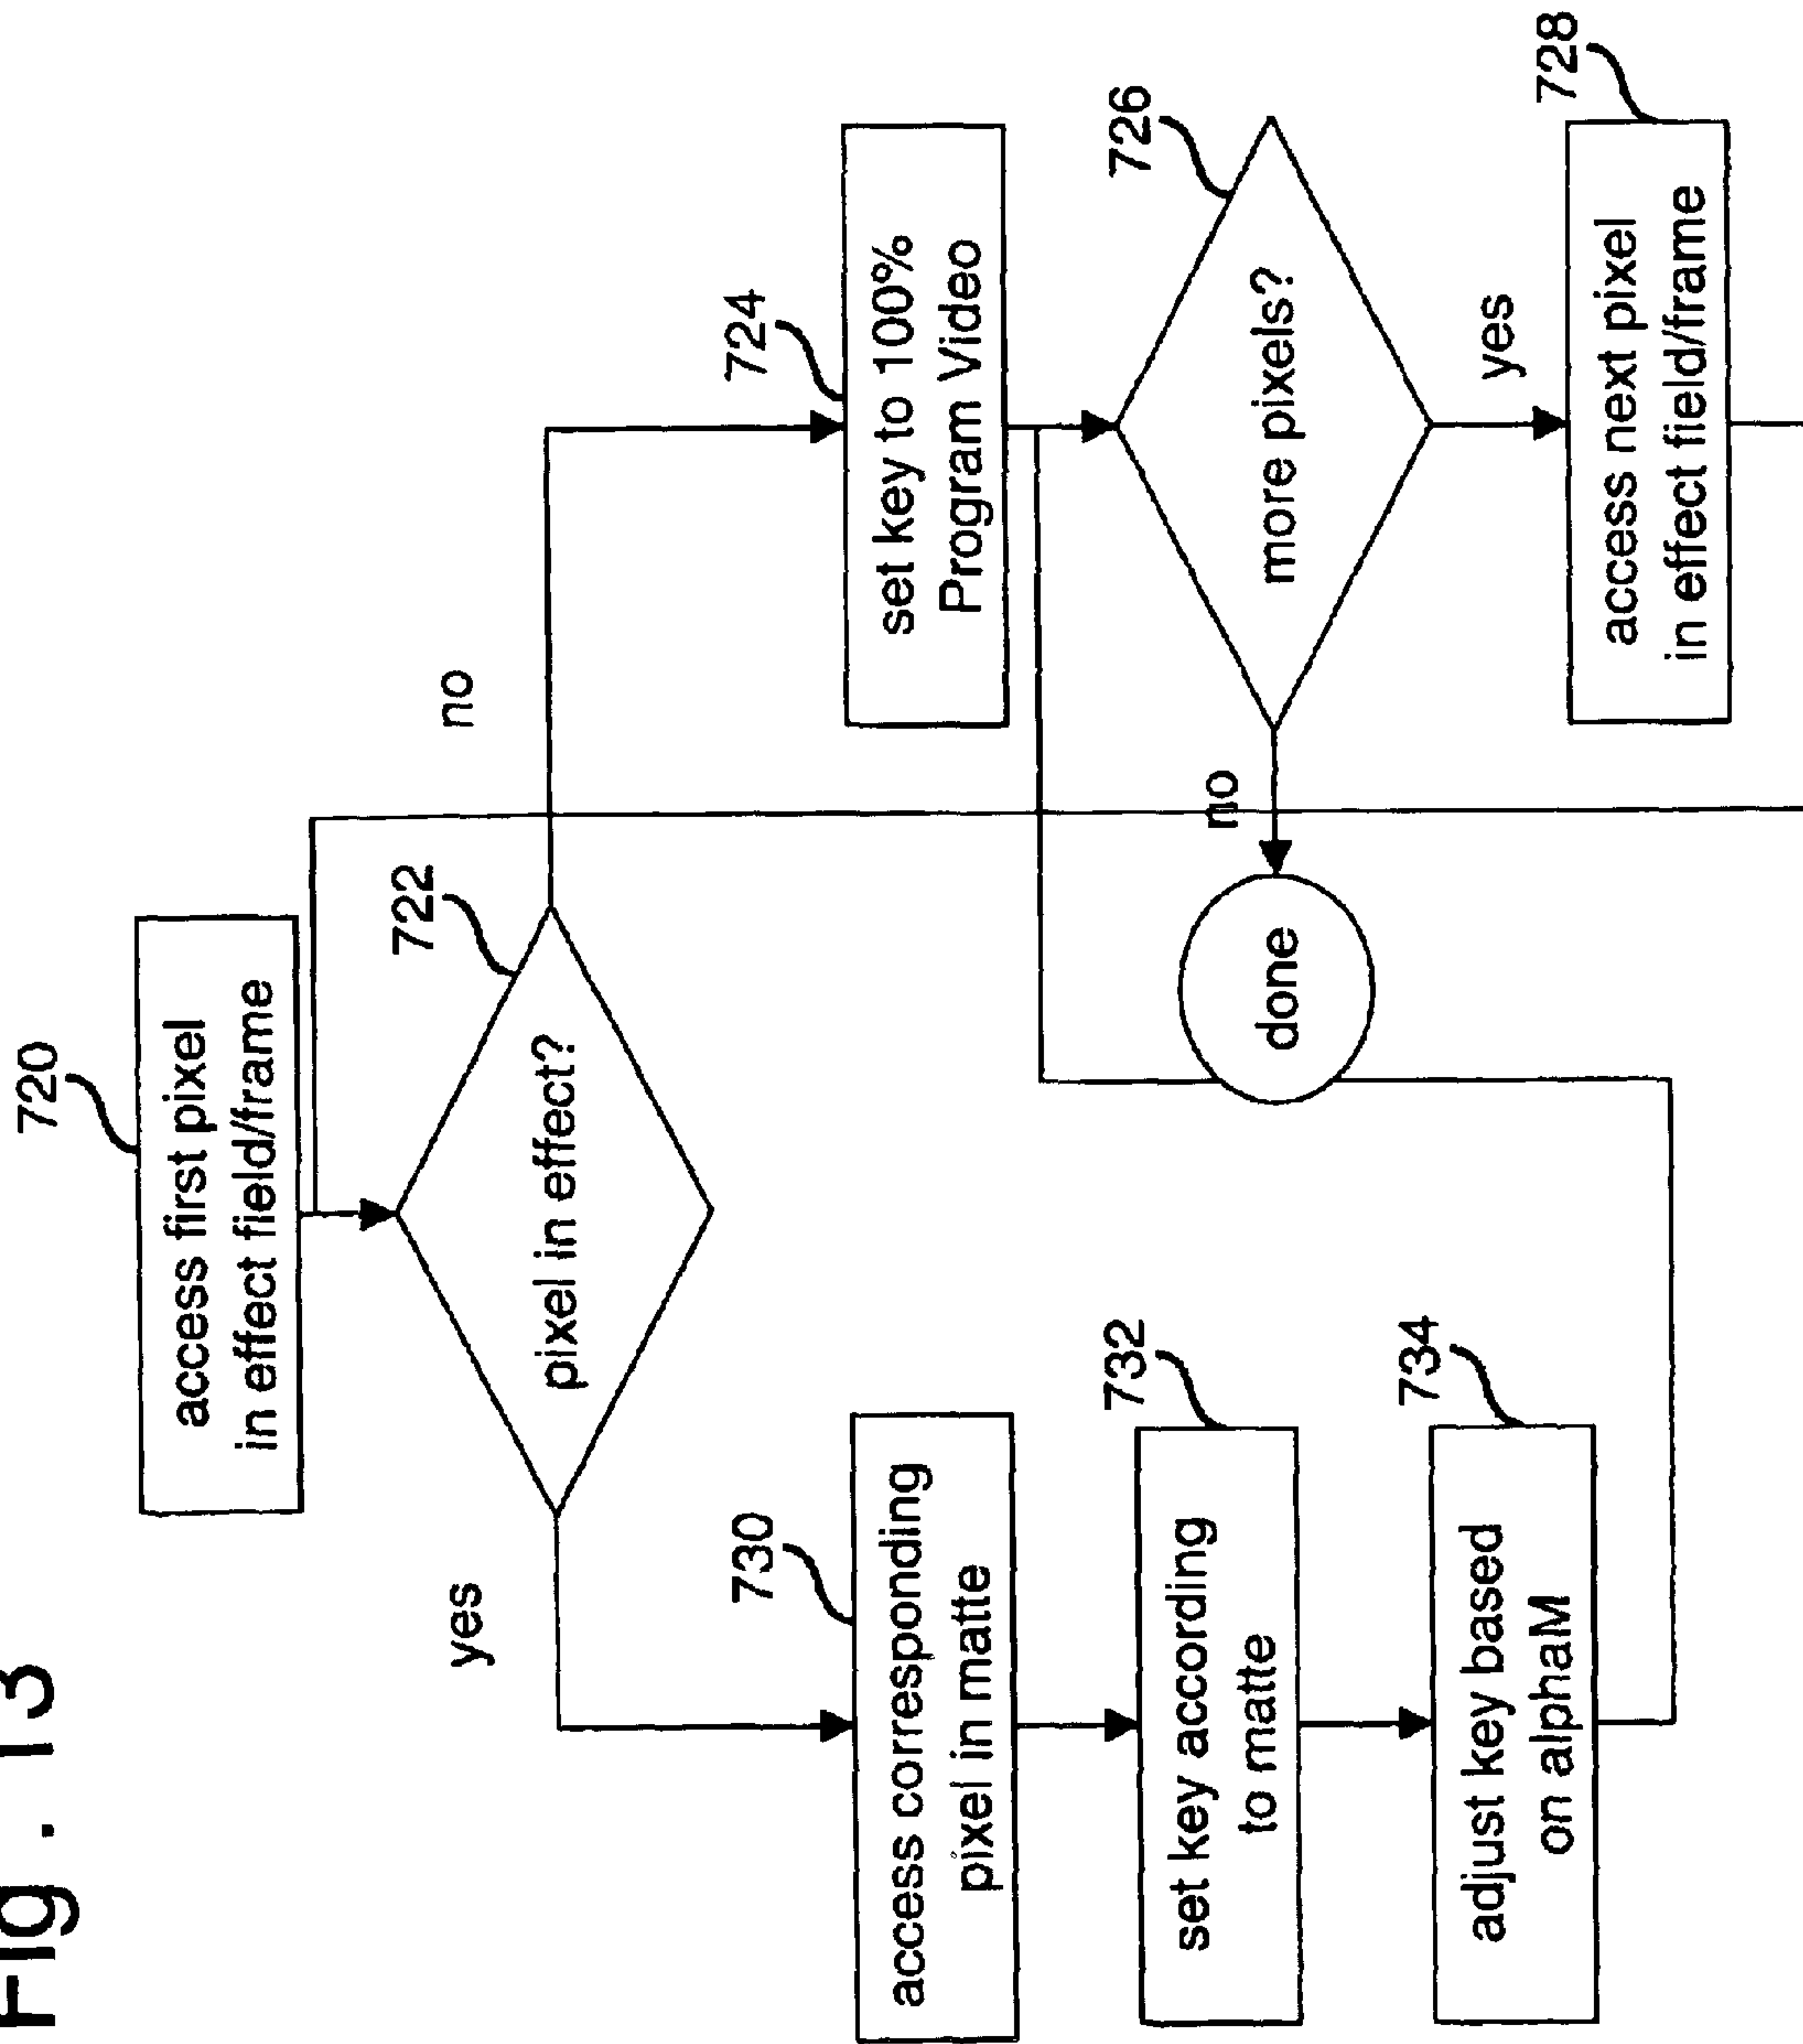 Fig. 13
720
access first pixel
in effect field/frame
722
pixel in effect?
yes
no
730
access corresponding
pixel in matte
724
set key to 100%
Program Video
732
set key according
to matte
726
more pixels?
no
done
yes
734
adjust key based
on alphaM
728
access next pixel
in effect field/frame